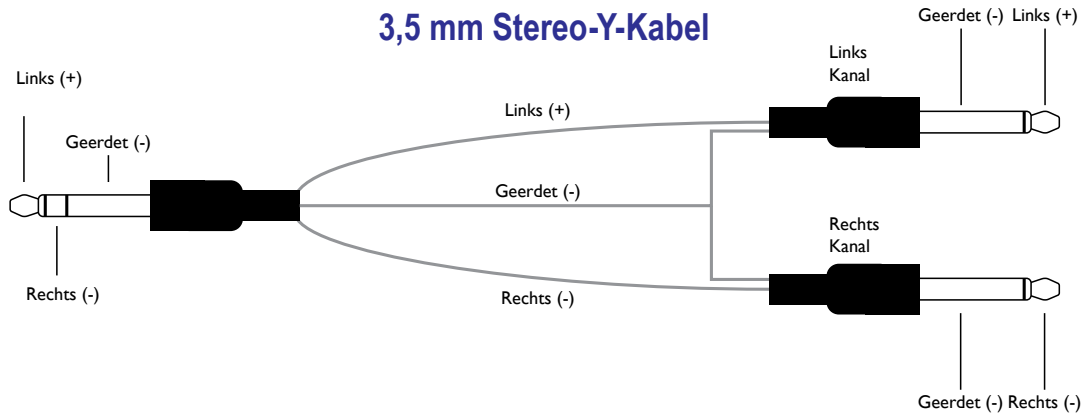 3,5 mm Stereo-Y-Kabel
Geerdet (-) Links (+)
Links
Kanal
Links (+)
Links (+)
Geerdet (-)
Geerdet (-)
Rechts
Kanal
Rechts (-)
Rechts (-)
Geerdet (-) Rechts (-)